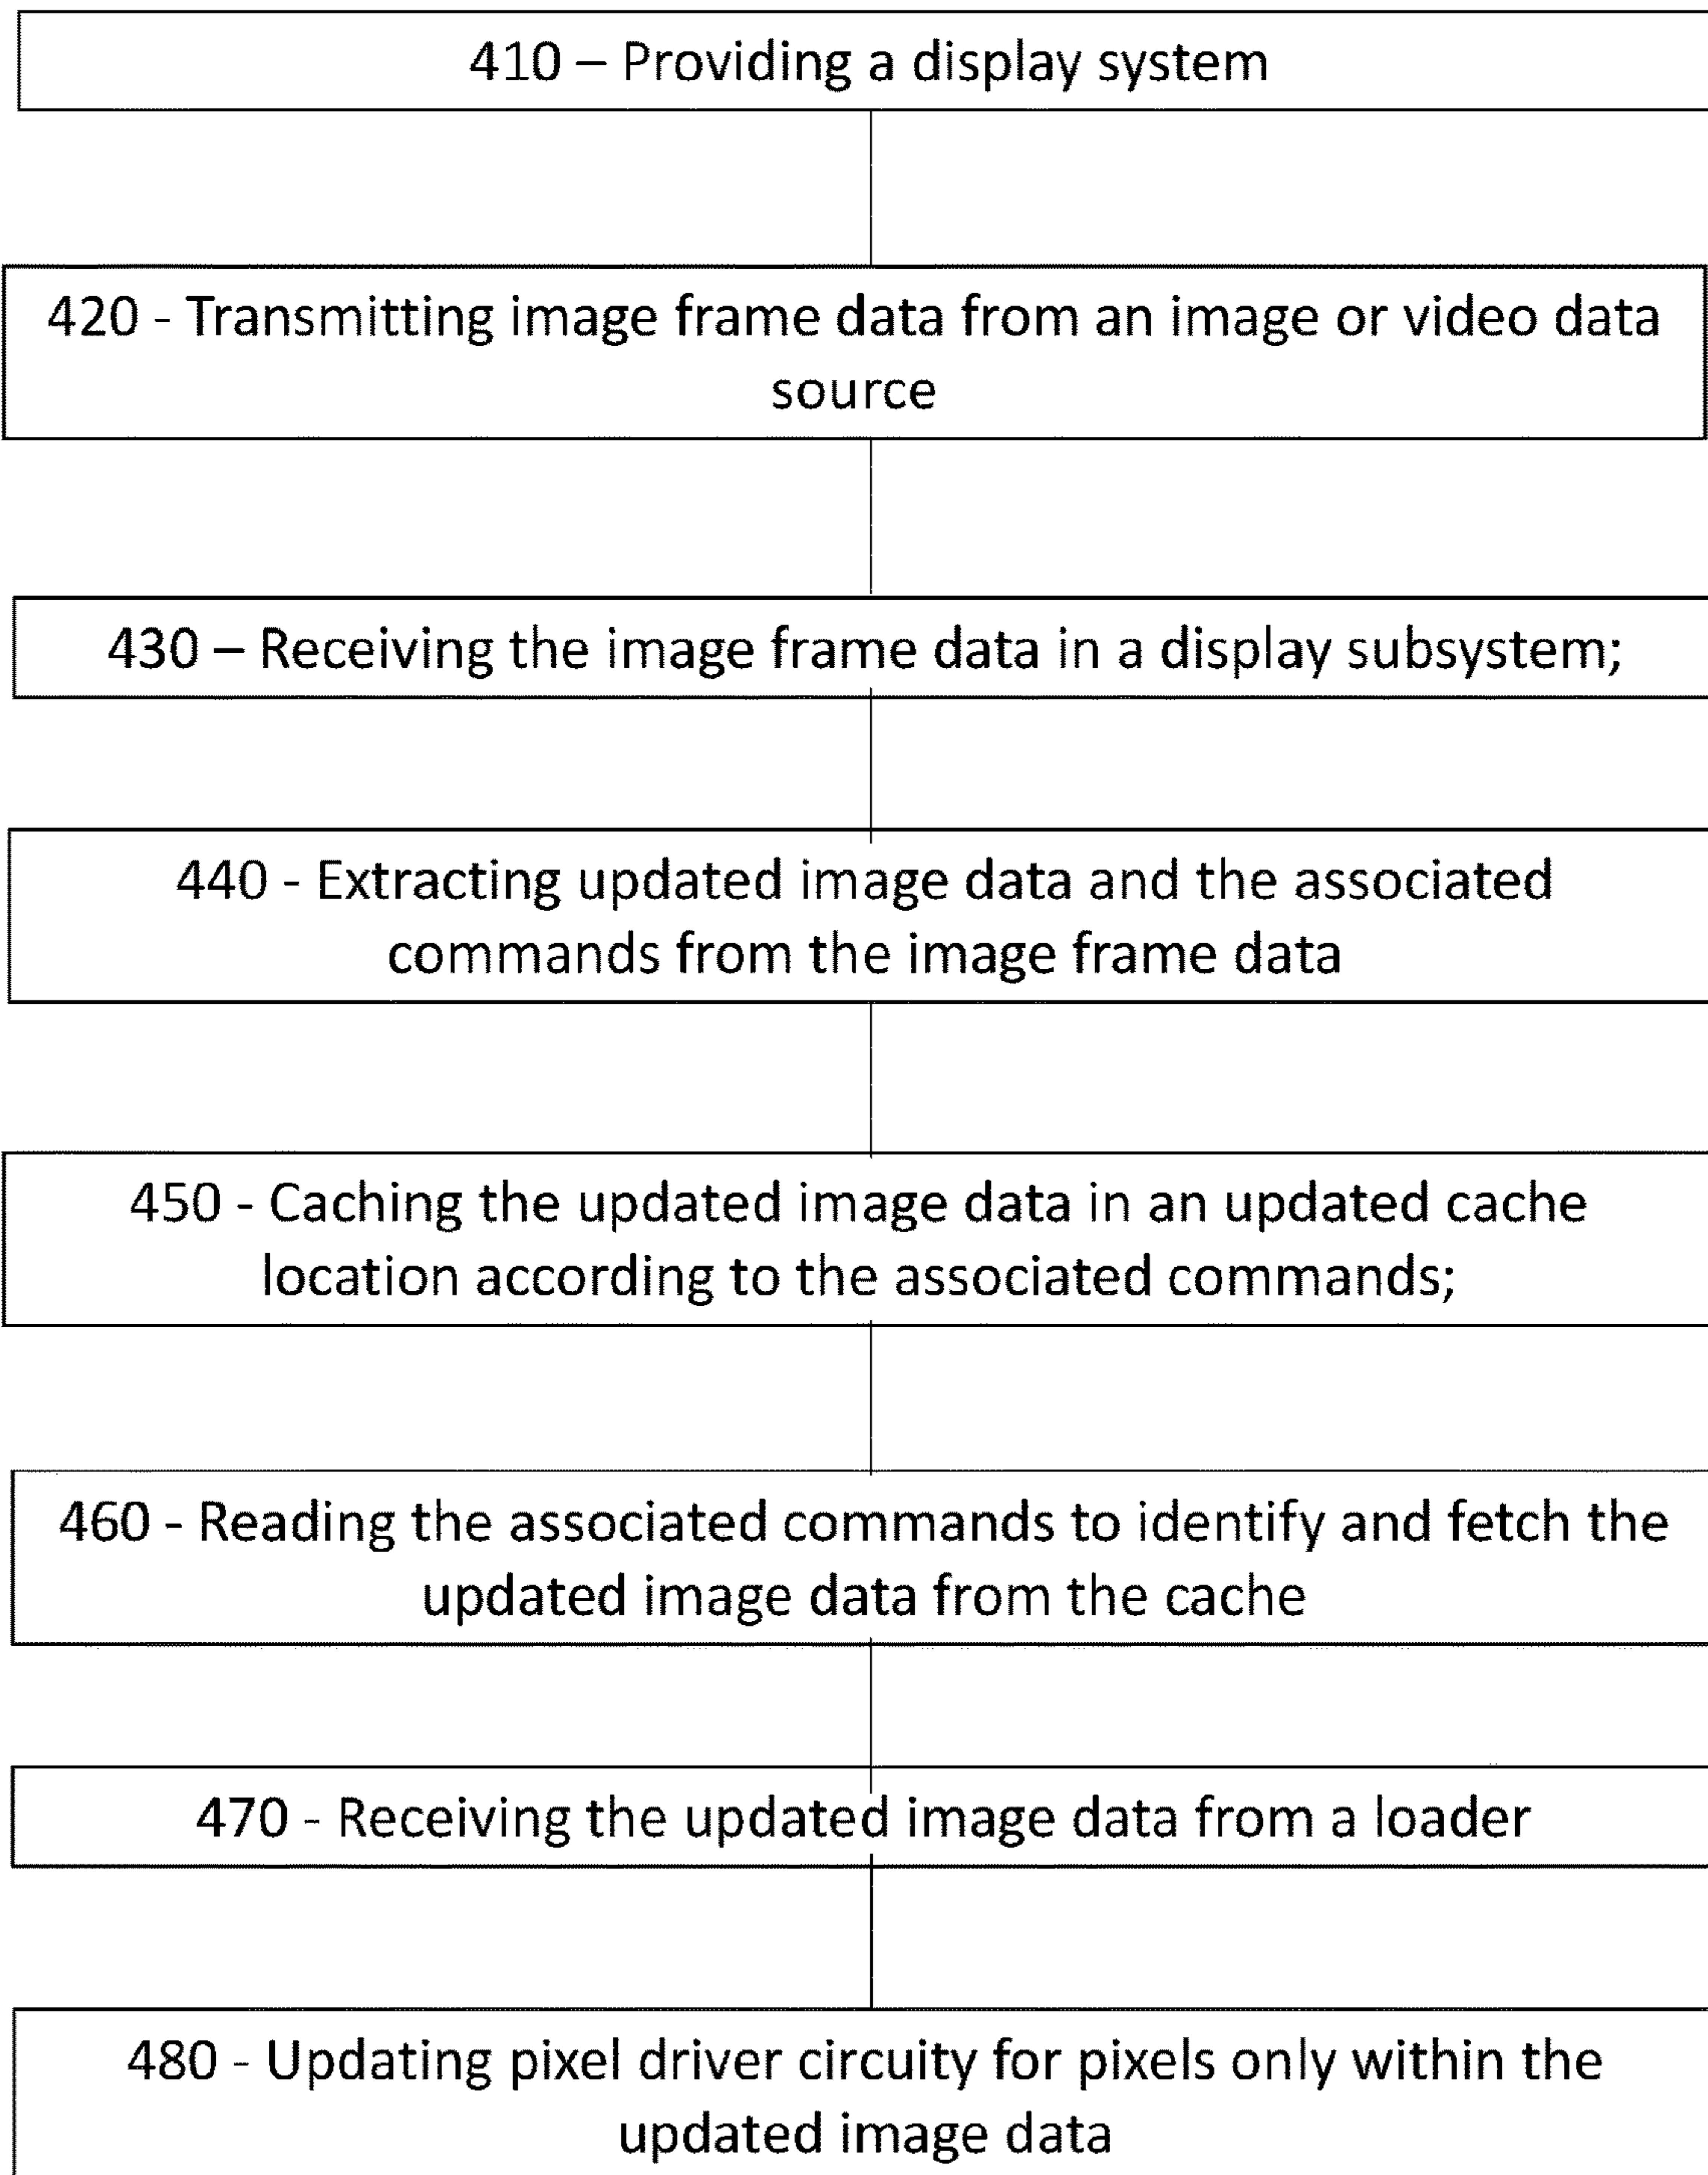 410 – Providing a display system
420 - Transmitting image frame data from an image or video data
source
430 – Receiving the image frame data in a display subsystem;
440 - Extracting updated image data and the associated
commands from the image frame data
450 - Caching the updated image data in an updated cache
location according to the associated commands;
460 - Reading the associated commands to identify and fetch the
updated image data from the cache
470 - Receiving the updated image data from a loader
480 - Updating pixel driver circuity for pixels only within the
updated image data